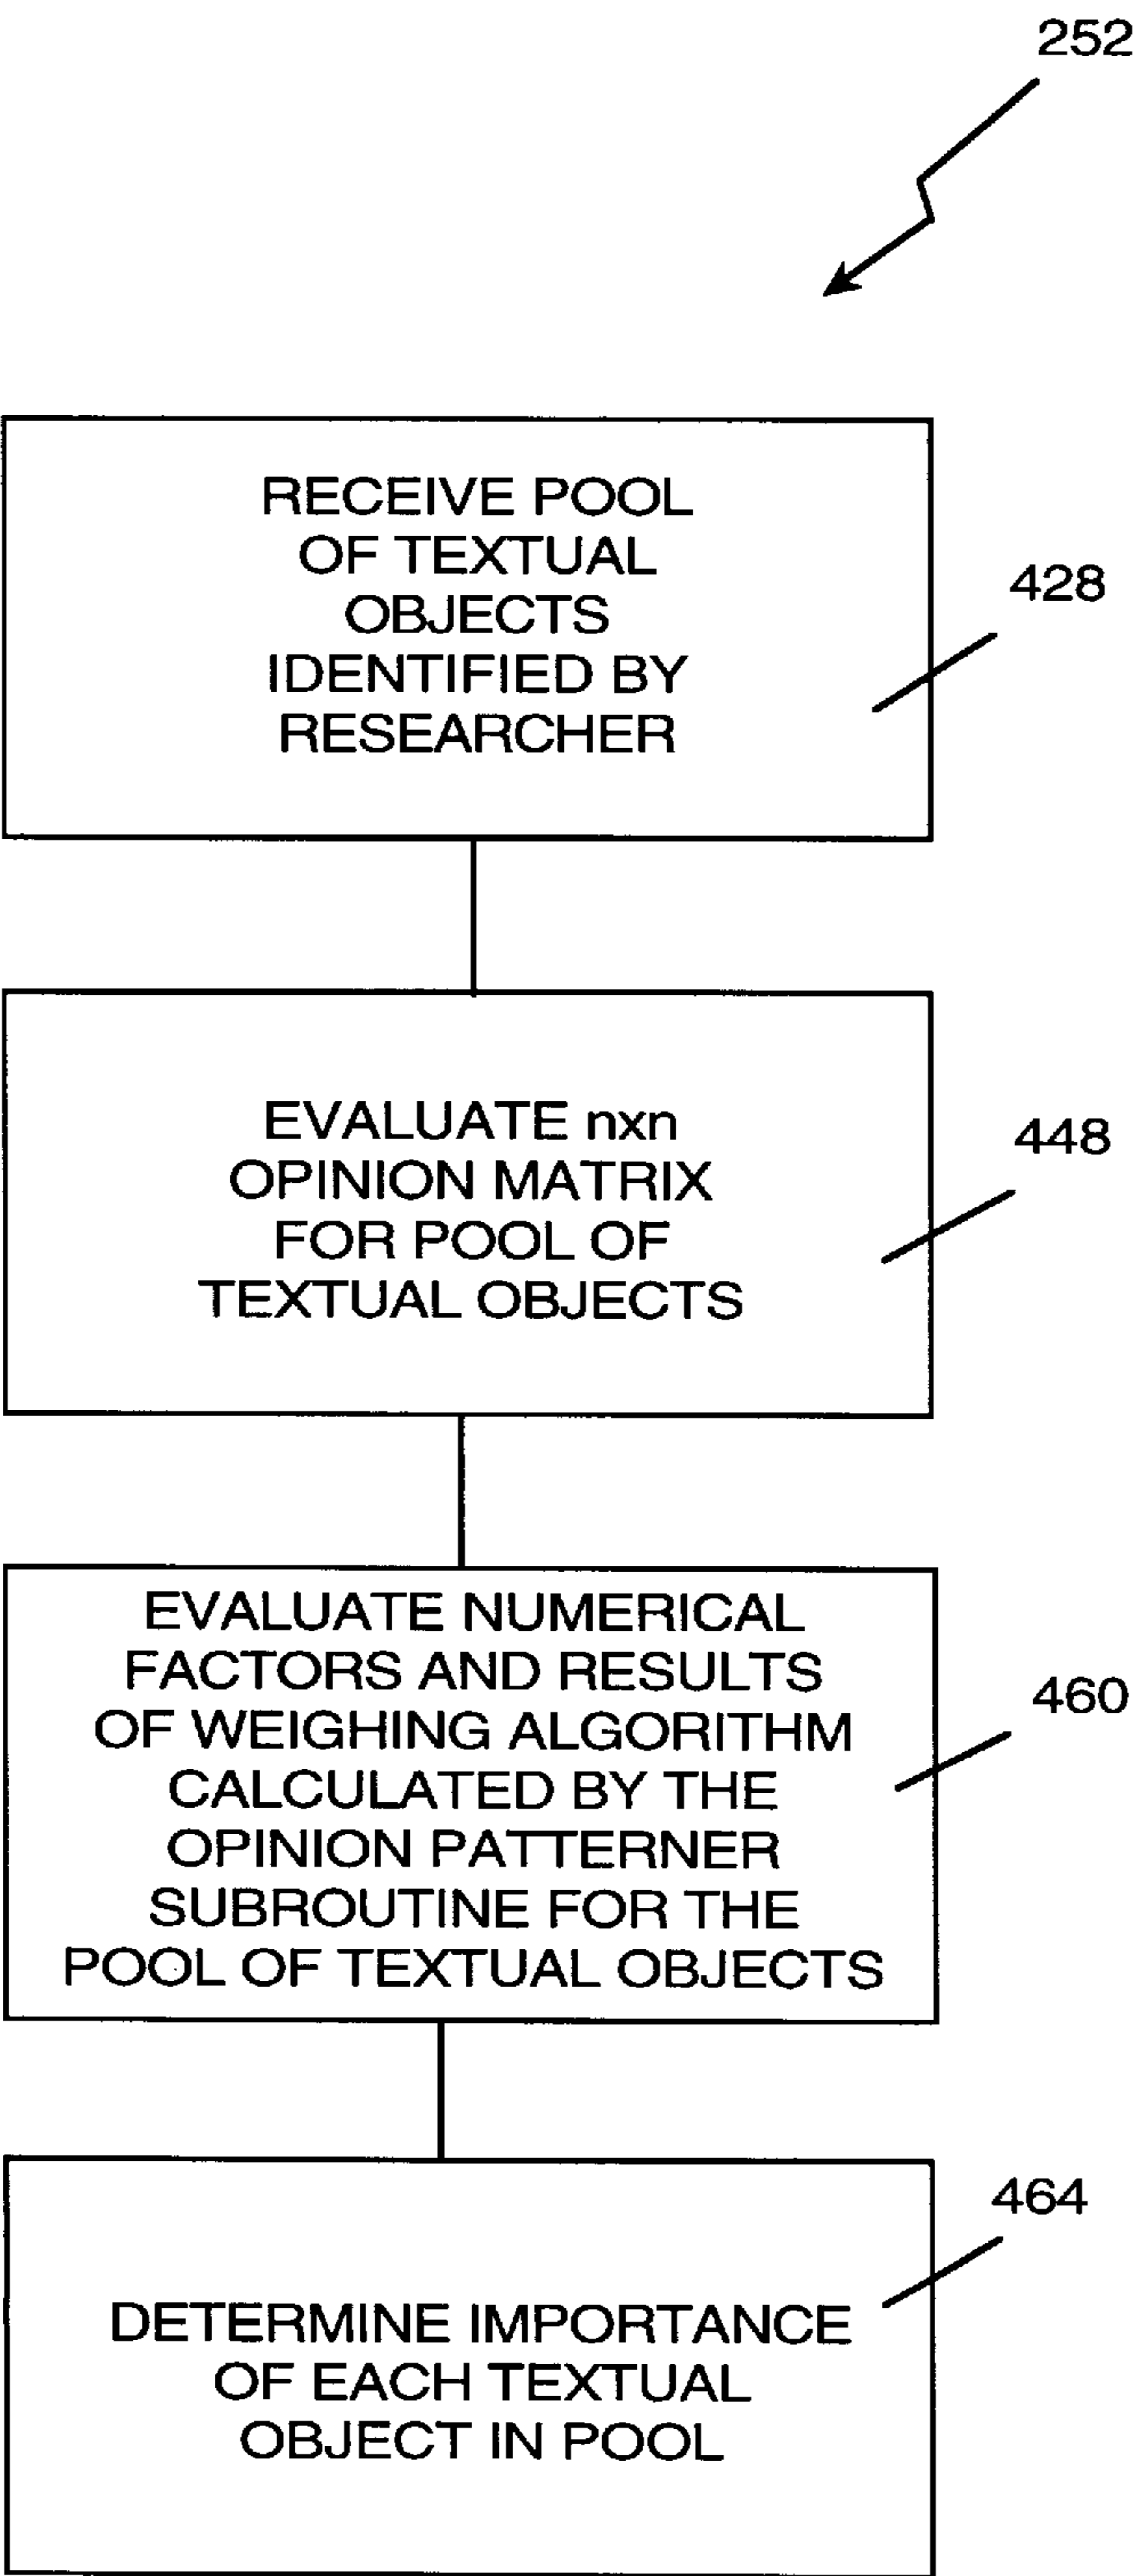 252
RECEIVE POOL
OF TEXTUAL
OBJECTS
IDENTIFIED BY
RESEARCHER
428
EVALUATE nxn
OPINION MATRIX
FOR POOL OF
TEXTUAL OBJECTS
448
EVALUATE NUMERICAL
FACTORS AND RESULTS
OF WEIGHING ALGORITHM
CALCULATED BY THE
OPINION PATTERNER
SUBROUTINE FOR THE
POOL OF TEXTUAL OBJECTS
460
DETERMINE IMPORTANCE
OF EACH TEXTUAL
OBJECT IN POOL
464